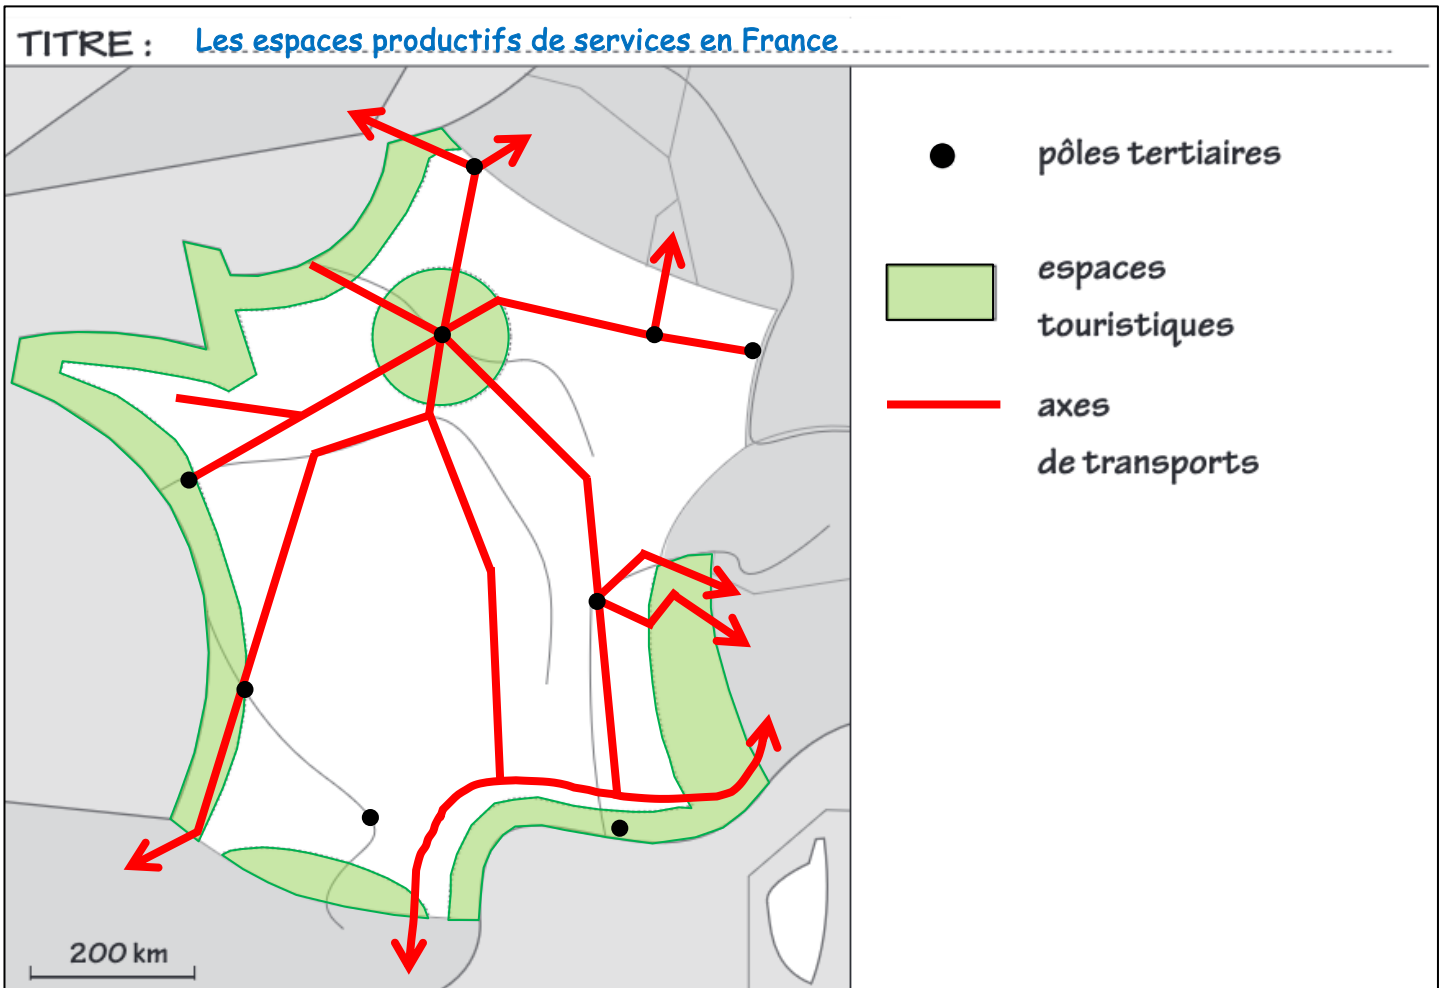 TITRE : Les espaces productifs de services en France
pôles tertiaires
espaces
touristiques
axes
de transports
200 km